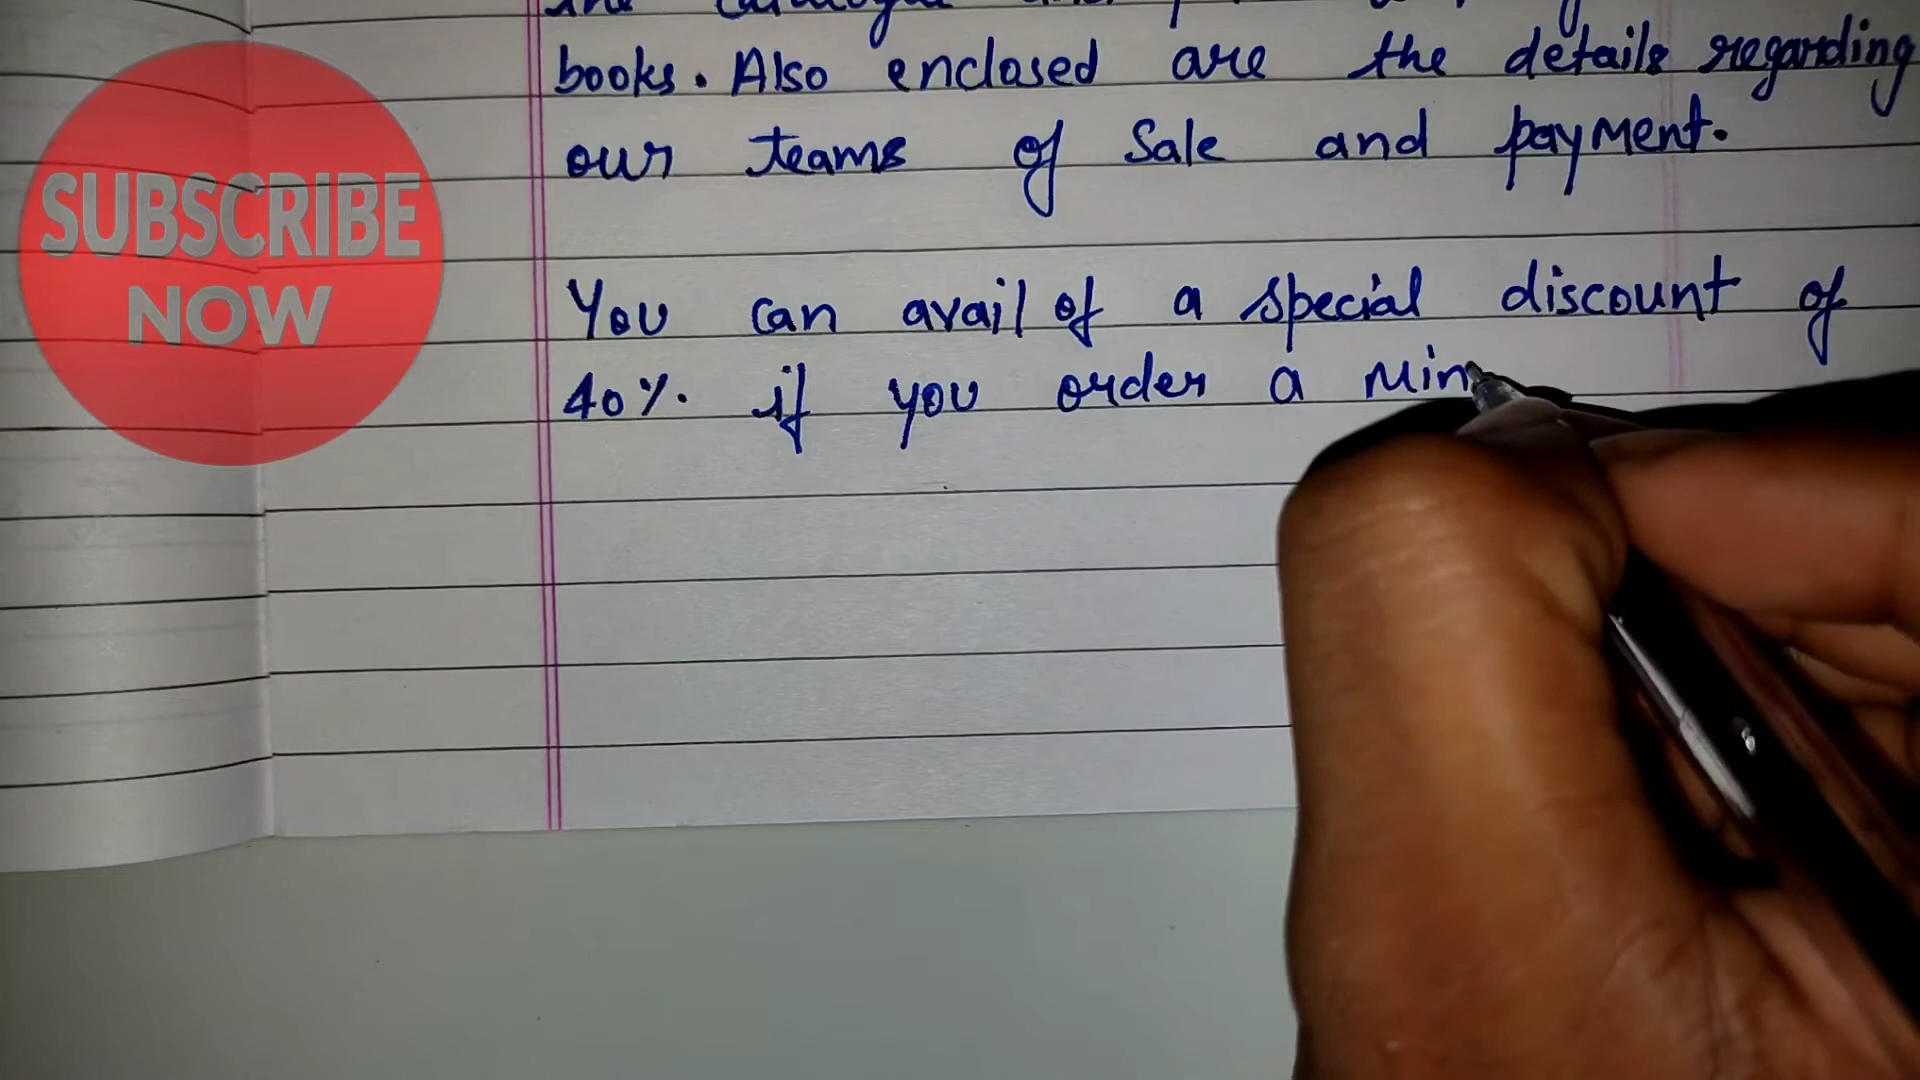 books. Also enclosed are the details regarding
our teams of Sale and payment.
You can avail of a special discount of
40%. if you order a min
SUBSCRIBE
NOW